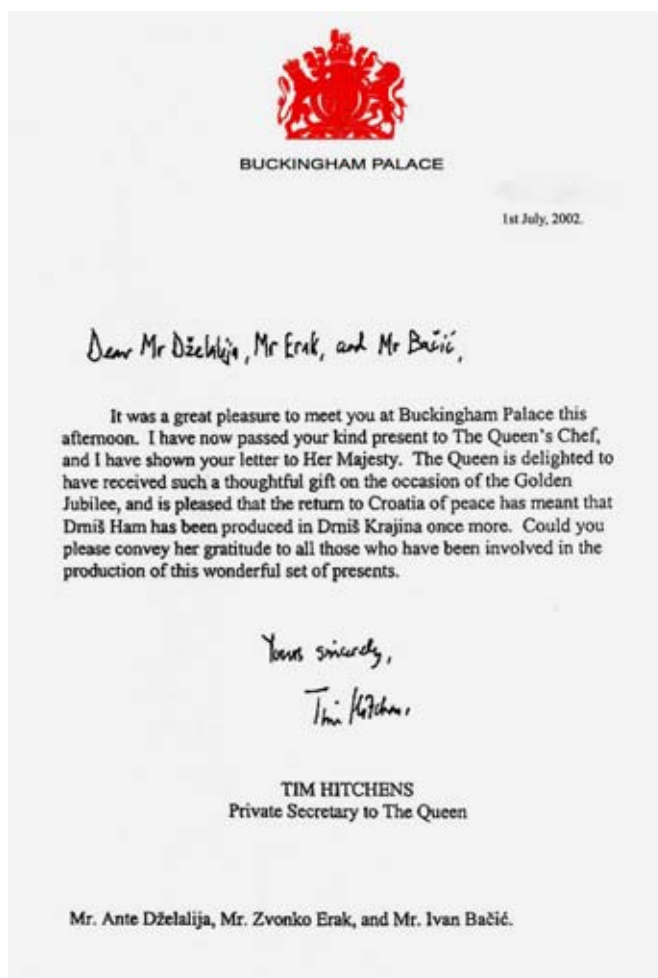 BUCKINGHAM PALACE
1st July, 2002.
Dear Mr Dželalija, Mr Erak, and Mr Bačić,
It was a great pleasure to meet you at Buckingham Palace this
afternoon. I have now passed your kind present to The Queen's Chef,
and I have shown your letter to Her Majesty. The Queen is delighted to
have received such a thoughtful gift on the occasion of the Golden
Jubilee, and is pleased that the return to Croatia of peace has meant that
Drniš Ham has been produced in Drniš Krajina once more. Could you
please convey her gratitude to all those who have been involved in the
production of this wonderful set of presents.
Yours sincerely,
Tim Hitchens
TIM HITCHENS
Private Secretary to The Queen
Mr. Ante Dželalija, Mr. Zvonko Erak, and Mr. Ivan Bačić.